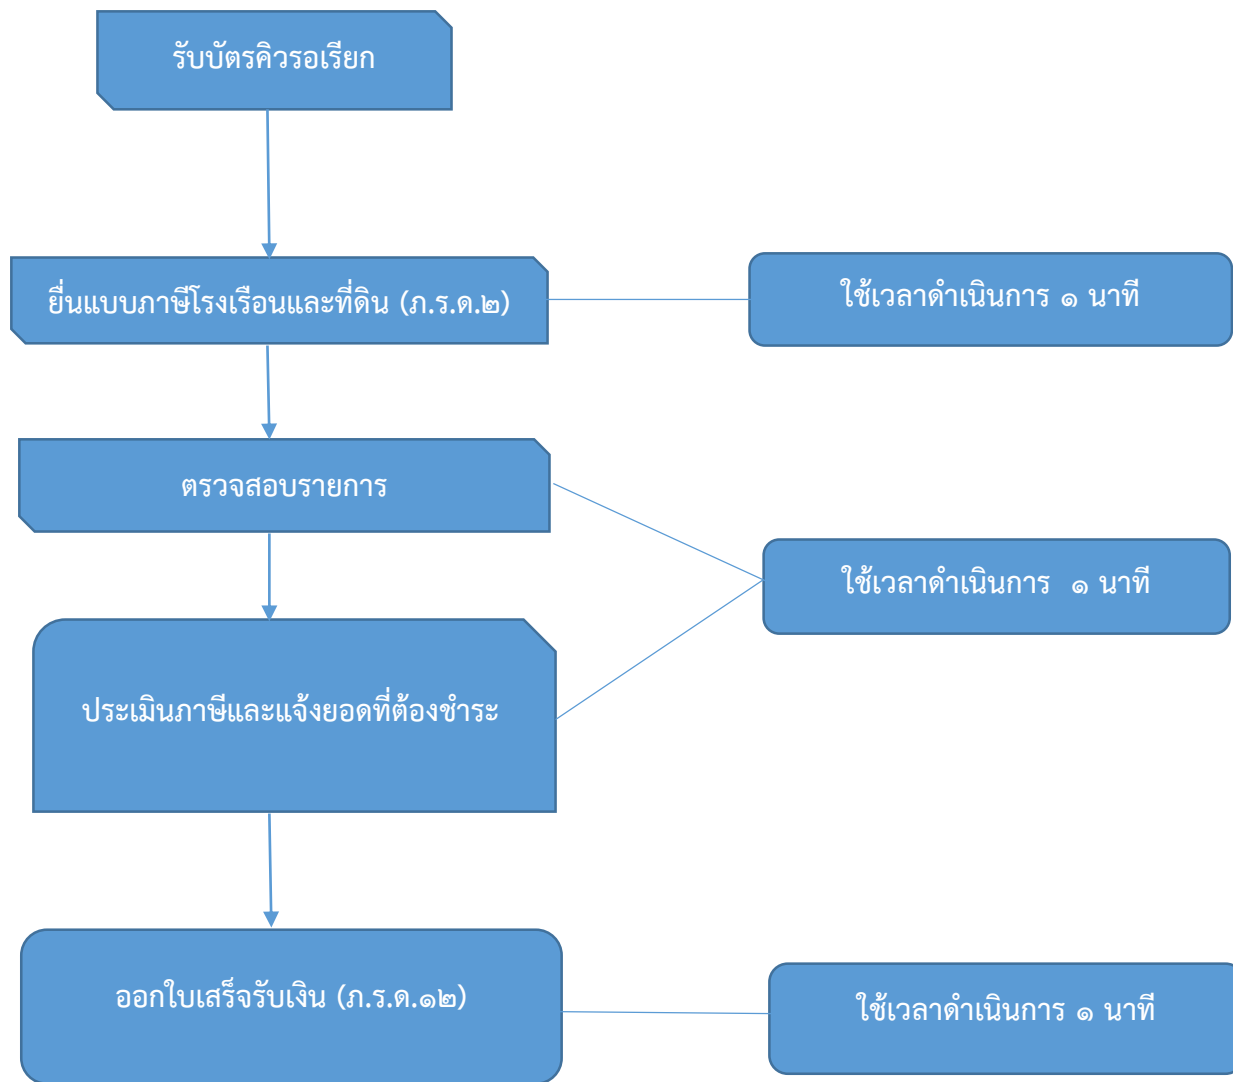 รับบัตรคิวรอเรียก
ยื่นแบบภาษีโรงเรือนและที่ดิน (ภ.ร.ด.๒)
ใช้เวลาดำเนินการ ๑ นาที
ตรวจสอบรายการ
ใช้เวลาดำเนินการ ๑ นาที
ประเมินภาษีและแจ้งยอดที่ต้องชำระ
ออกใบเสร็จรับเงิน (ภ.ร.ด.๑๒)
ใช้เวลาดำเนินการ ๑ นาที